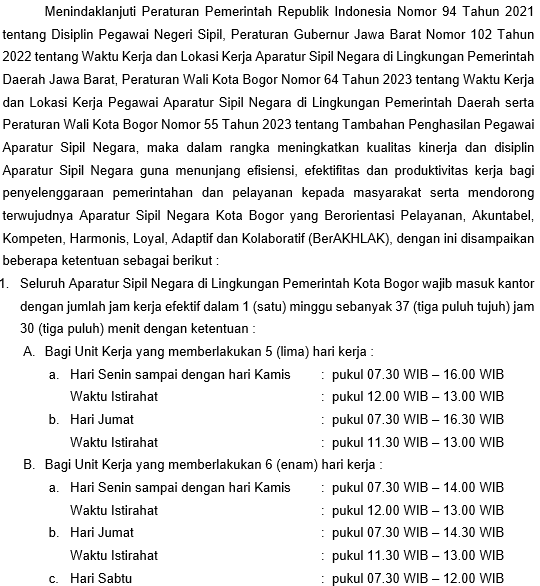 Menindaklanjuti Peraturan Pemerintah Republik Indonesia Nomor 94 Tahun 2021
tentang Disiplin Pegawai Negeri Sipil, Peraturan Gubernur Jawa Barat Nomor 102 Tahun
2022 tentang Waktu Kerja dan Lokasi Kerja Aparatur Sipil Negara di Lingkungan Pemerintah
Daerah Jawa Barat, Peraturan Wali Kota Bogor Nomor 64 Tahun 2023 tentang Waktu Kerja
dan Lokasi Kerja Pegawai Aparatur Sipil Negara di Lingkungan Pemerintah Daerah serta
Peraturan Wali Kota Bogor Nomor 55 Tahun 2023 tentang Tambahan Penghasilan Pegawai
Aparatur Sipil Negara, maka dalam rangka meningkatkan kualitas kinerja dan disiplin
Aparatur Sipil Negara guna menunjang efisiensi, efektifitas dan produktivitas kerja bagi
penyelenggaraan pemerintahan dan pelayanan kepada masyarakat serta mendorong
terwujudnya Aparatur Sipil Negara Kota Bogor yang Berorientasi Pelayanan, Akuntabel,
Kompeten, Harmonis, Loyal, Adaptif dan Kolaboratif (BerAKHLAK), dengan ini disampaikan
beberapa ketentuan sebagai berikut :
1. Seluruh Aparatur Sipil Negara di Lingkungan Pemerintah Kota Bogor wajib masuk kantor
dengan jumlah jam kerja efektif dalam 1 (satu) minggu sebanyak 37 (tiga puluh tujuh) jam
30 (tiga puluh) menit dengan ketentuan :
A. Bagi Unit Kerja yang memberlakukan 5 (lima) hari kerja :
a. Hari Senin sampai dengan hari Kamis : pukul 07.30 WIB – 16.00 WIB
Waktu Istirahat : pukul 12.00 WIB – 13.00 WIB
b. Hari Jumat : pukul 07.30 WIB – 16.30 WIB
Waktu Istirahat : pukul 11.30 WIB – 13.00 WIB
B. Bagi Unit Kerja yang memberlakukan 6 (enam) hari kerja :
a. Hari Senin sampai dengan hari Kamis : pukul 07.30 WIB – 14.00 WIB
Waktu Istirahat : pukul 12.00 WIB – 13.00 WIB
b. Hari Jumat : pukul 07.30 WIB – 14.30 WIB
Waktu Istirahat : pukul 11.30 WIB – 13.00 WIB
c. Hari Sabtu : pukul 07.30 WIB – 12.00 WIB